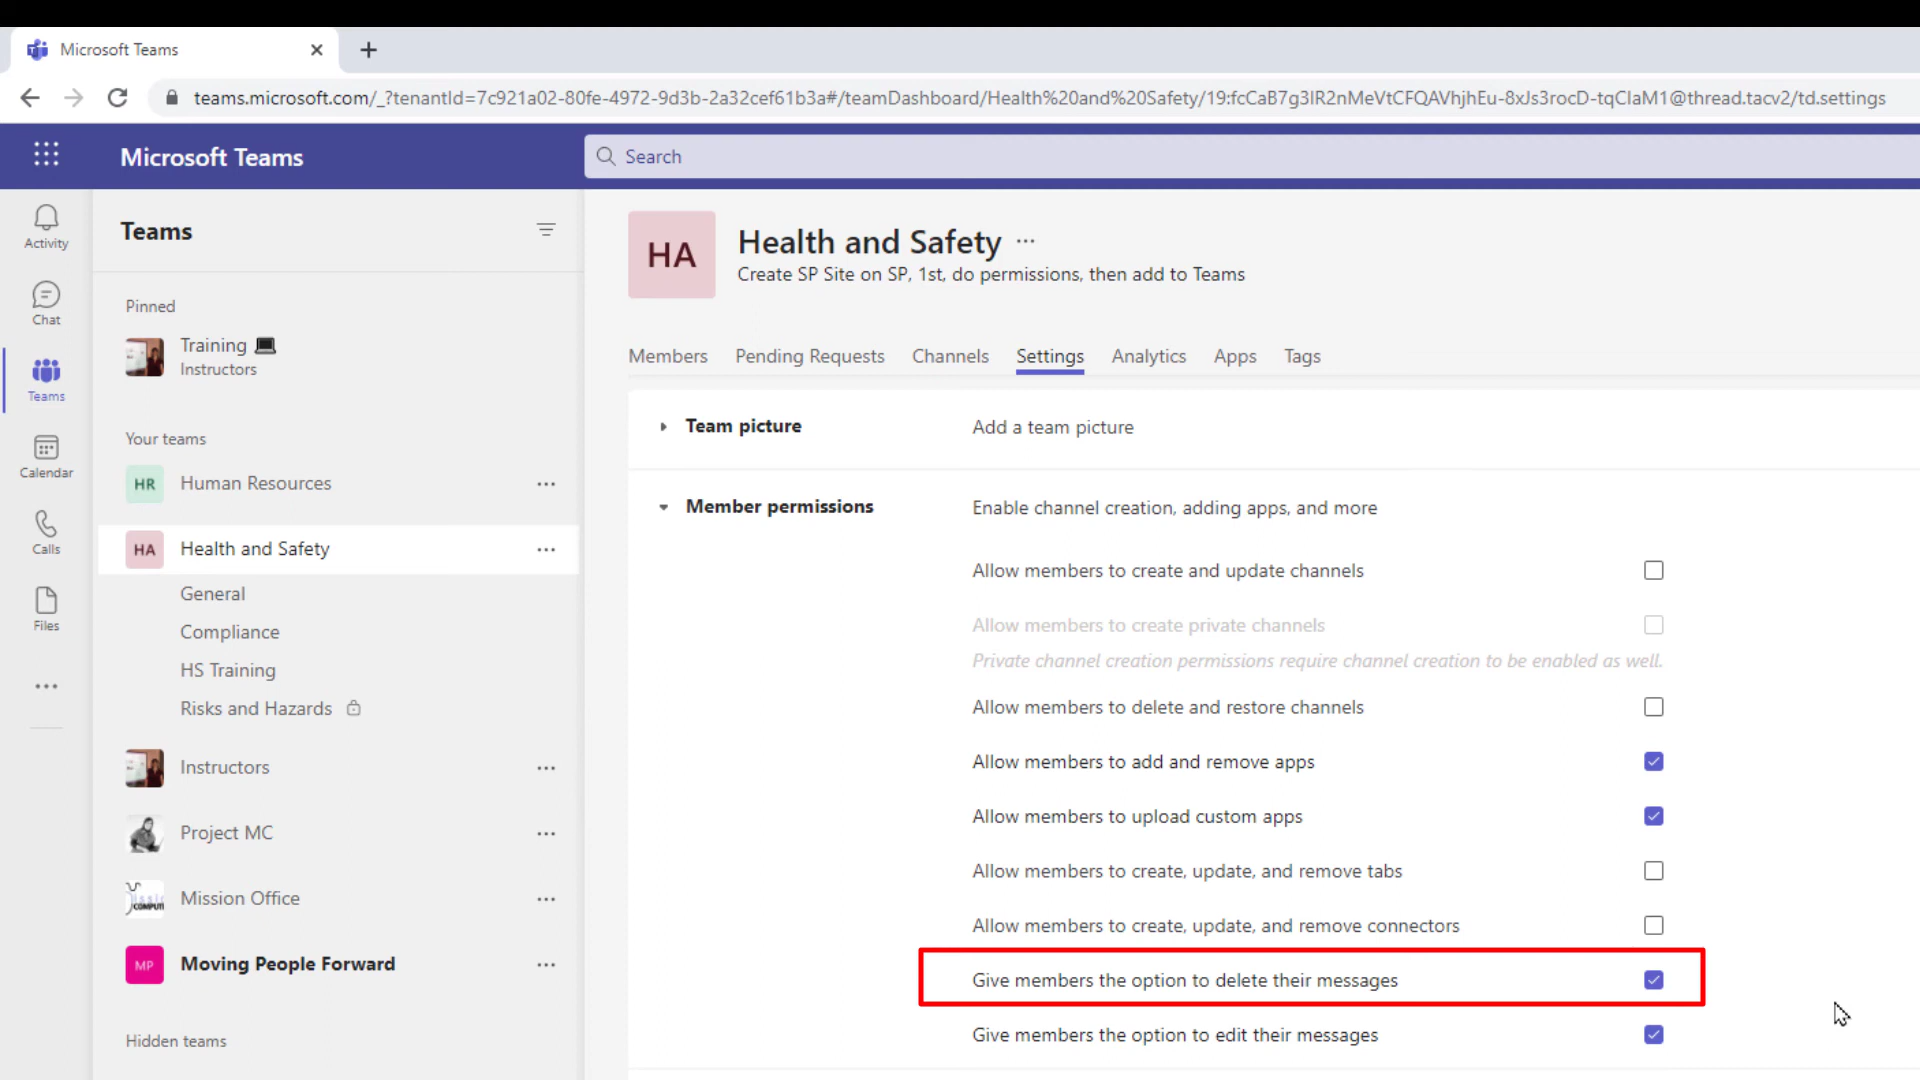 Microsoft Teams
teams.microsoft.com/_?tenantId=7c921a02-80fe-4972-9d3b-2a32cef61b3a#/teamDashboard/Health%20and%20Safety/19:fcCaB7g3lR2nMeVtCFQAVhjhEu-8xJs3rocD-tqClaM1@thread.tacv2/td.settings
Microsoft Teams
Search
Activity
Chat
Teams
Calendar
Calls
Files
Teams
Pinned
Training
Instructors
Your teams
HR Human Resources
HA Health and Safety
General
Compliance
HS Training
Risks and Hazards
Instructors
Project MC
Mission Office
MP Moving People Forward
Hidden teams
HA
Health and Safety
Create SP Site on SP, 1st, do permissions, then add to Teams
Members Pending Requests Channels Settings Analytics Apps Tags
Team picture Add a team picture
Member permissions Enable channel creation, adding apps, and more
Allow members to create and update channels
Allow members to create private channels
Private channel creation permissions require channel creation to be enabled as well.
Allow members to delete and restore channels
Allow members to add and remove apps
Allow members to upload custom apps
Allow members to create, update, and remove tabs
Allow members to create, update, and remove connectors
Give members the option to delete their messages
Give members the option to edit their messages